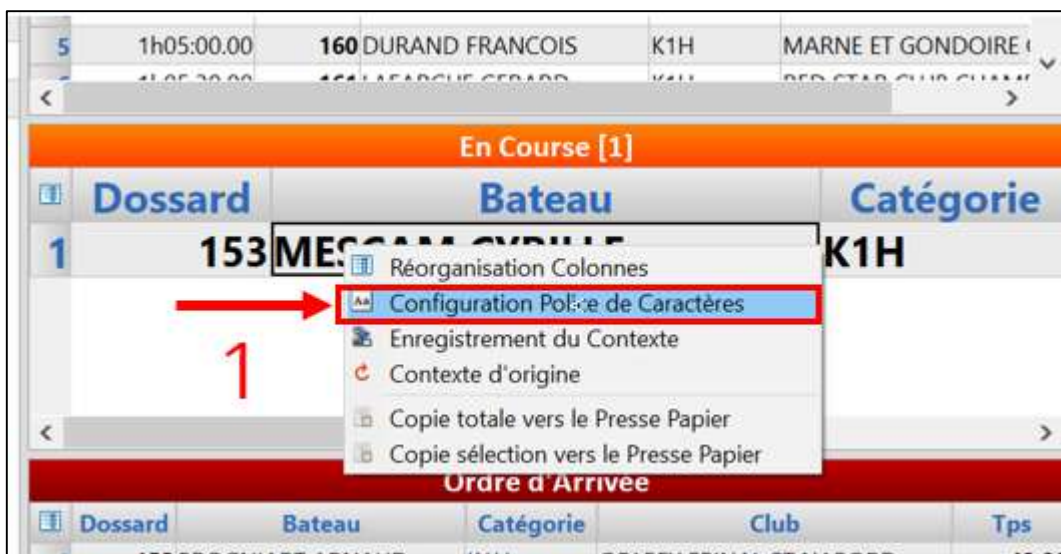 5 1h05:00.00 160 DURAND FRANCOIS K1H MARNE ET GONDOIRE
En Course [1]
Dossard Bateau Catégorie
1 153 K1H
Réorganisation Colonnes
Configuration Police de Caractères
1 Enregistrement du Contexte
Contexte d'origine
Copie totale vers le Presse Papier
Copie sélection vers le Presse Papier
Ordre d'Arrivée
Dossard Bateau Catégorie Club Tps